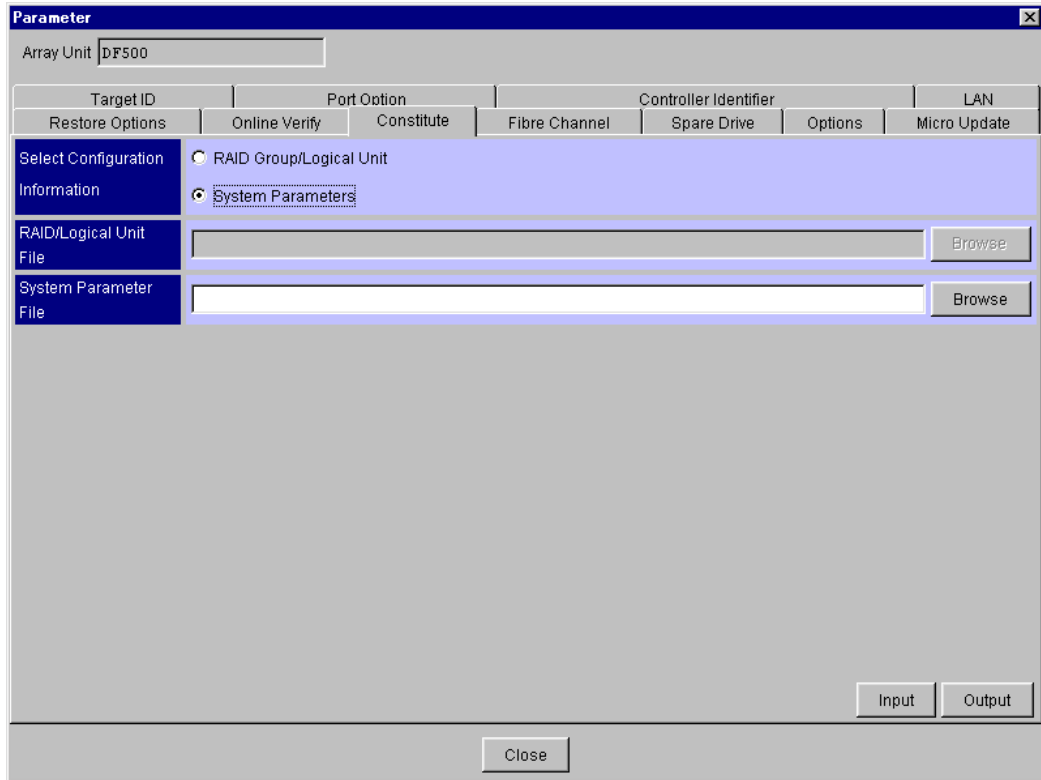 Parameter
Array Unit DF500
Target ID Port Option Controller Identifier LAN
Restore Options Online Verify Constitute Fibre Channel Spare Drive Options Micro Update
Select Configuration
Information
RAID Group/Logical Unit
System Parameters
RAID/Logical Unit
File
Browse
System Parameter
File
Browse
Input Output
Close